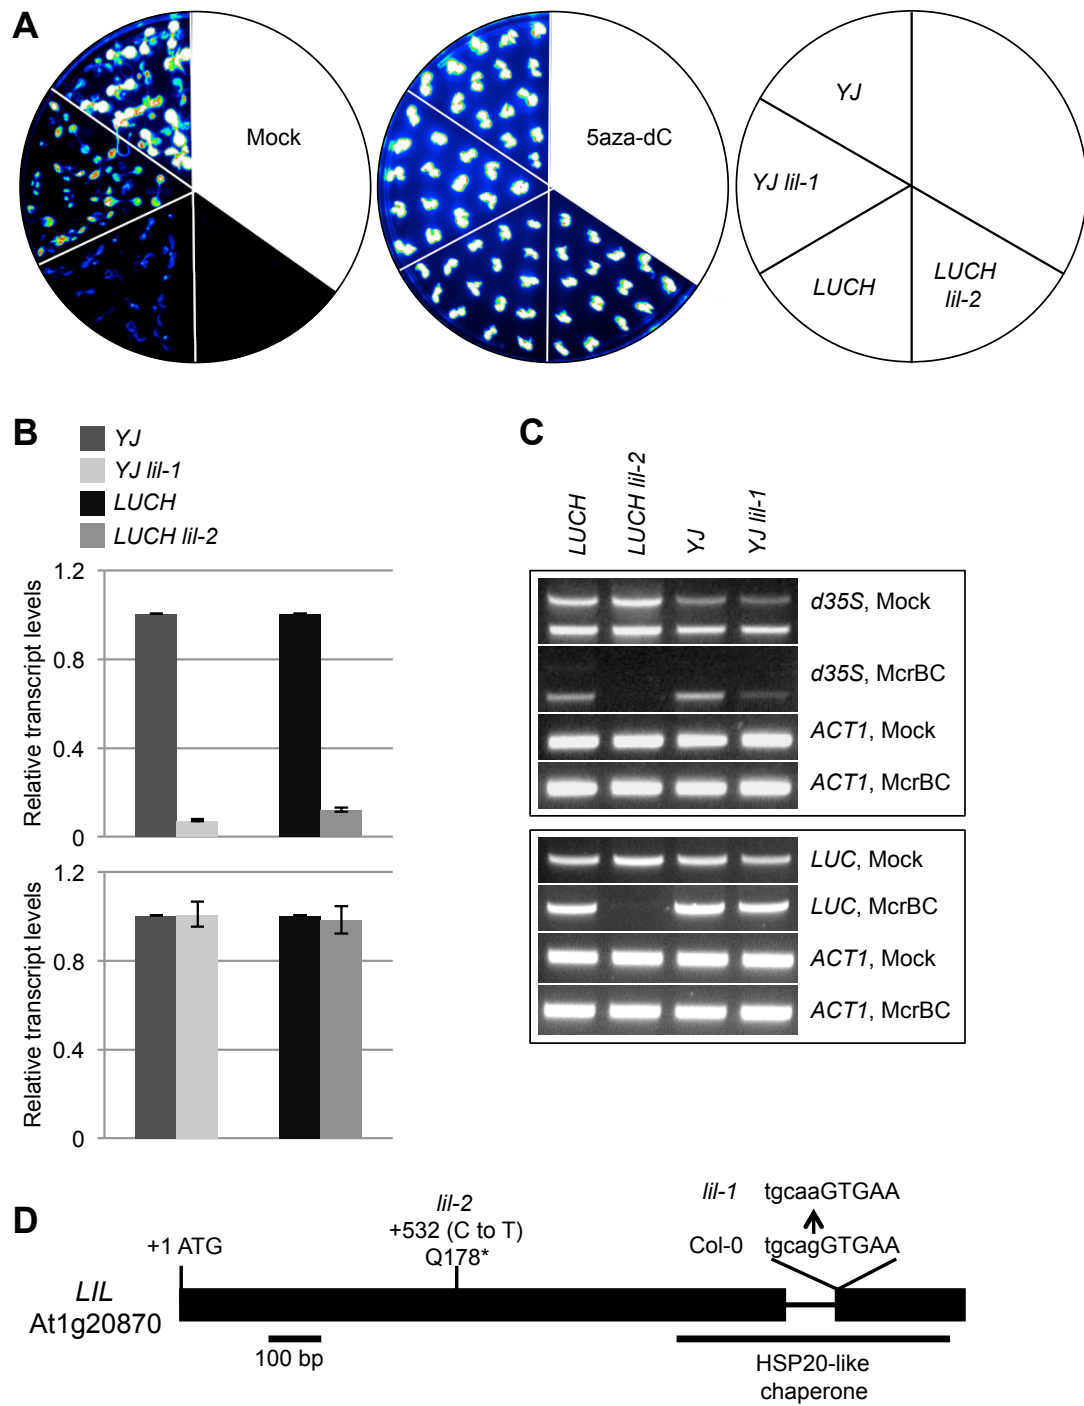 A
Mock
5aza-dC
YJ
YJ lil-1
LUCH
LUCH
lil-2
B
YJ
YJ lil-1
LUCH
LUCH lil-2
Relative transcript levels
1.2
0.8
0.4
0
Relative transcript levels
1.2
0.8
0.4
0
C
LUCH
LUCH lil-2
YJ
YJ lil-1
d35S, Mock
d35S, McrBC
ACT1, Mock
ACT1, McrBC
LUC, Mock
LUC, McrBC
ACT1, Mock
ACT1, McrBC
D
lil-1 tgcaaGTGAA
Col-0 tgcagGTGAA
lil-2
+532 (C to T)
Q178*
+1 ATG
LIL
At1g20870
100 bp
HSP20-like
chaperone